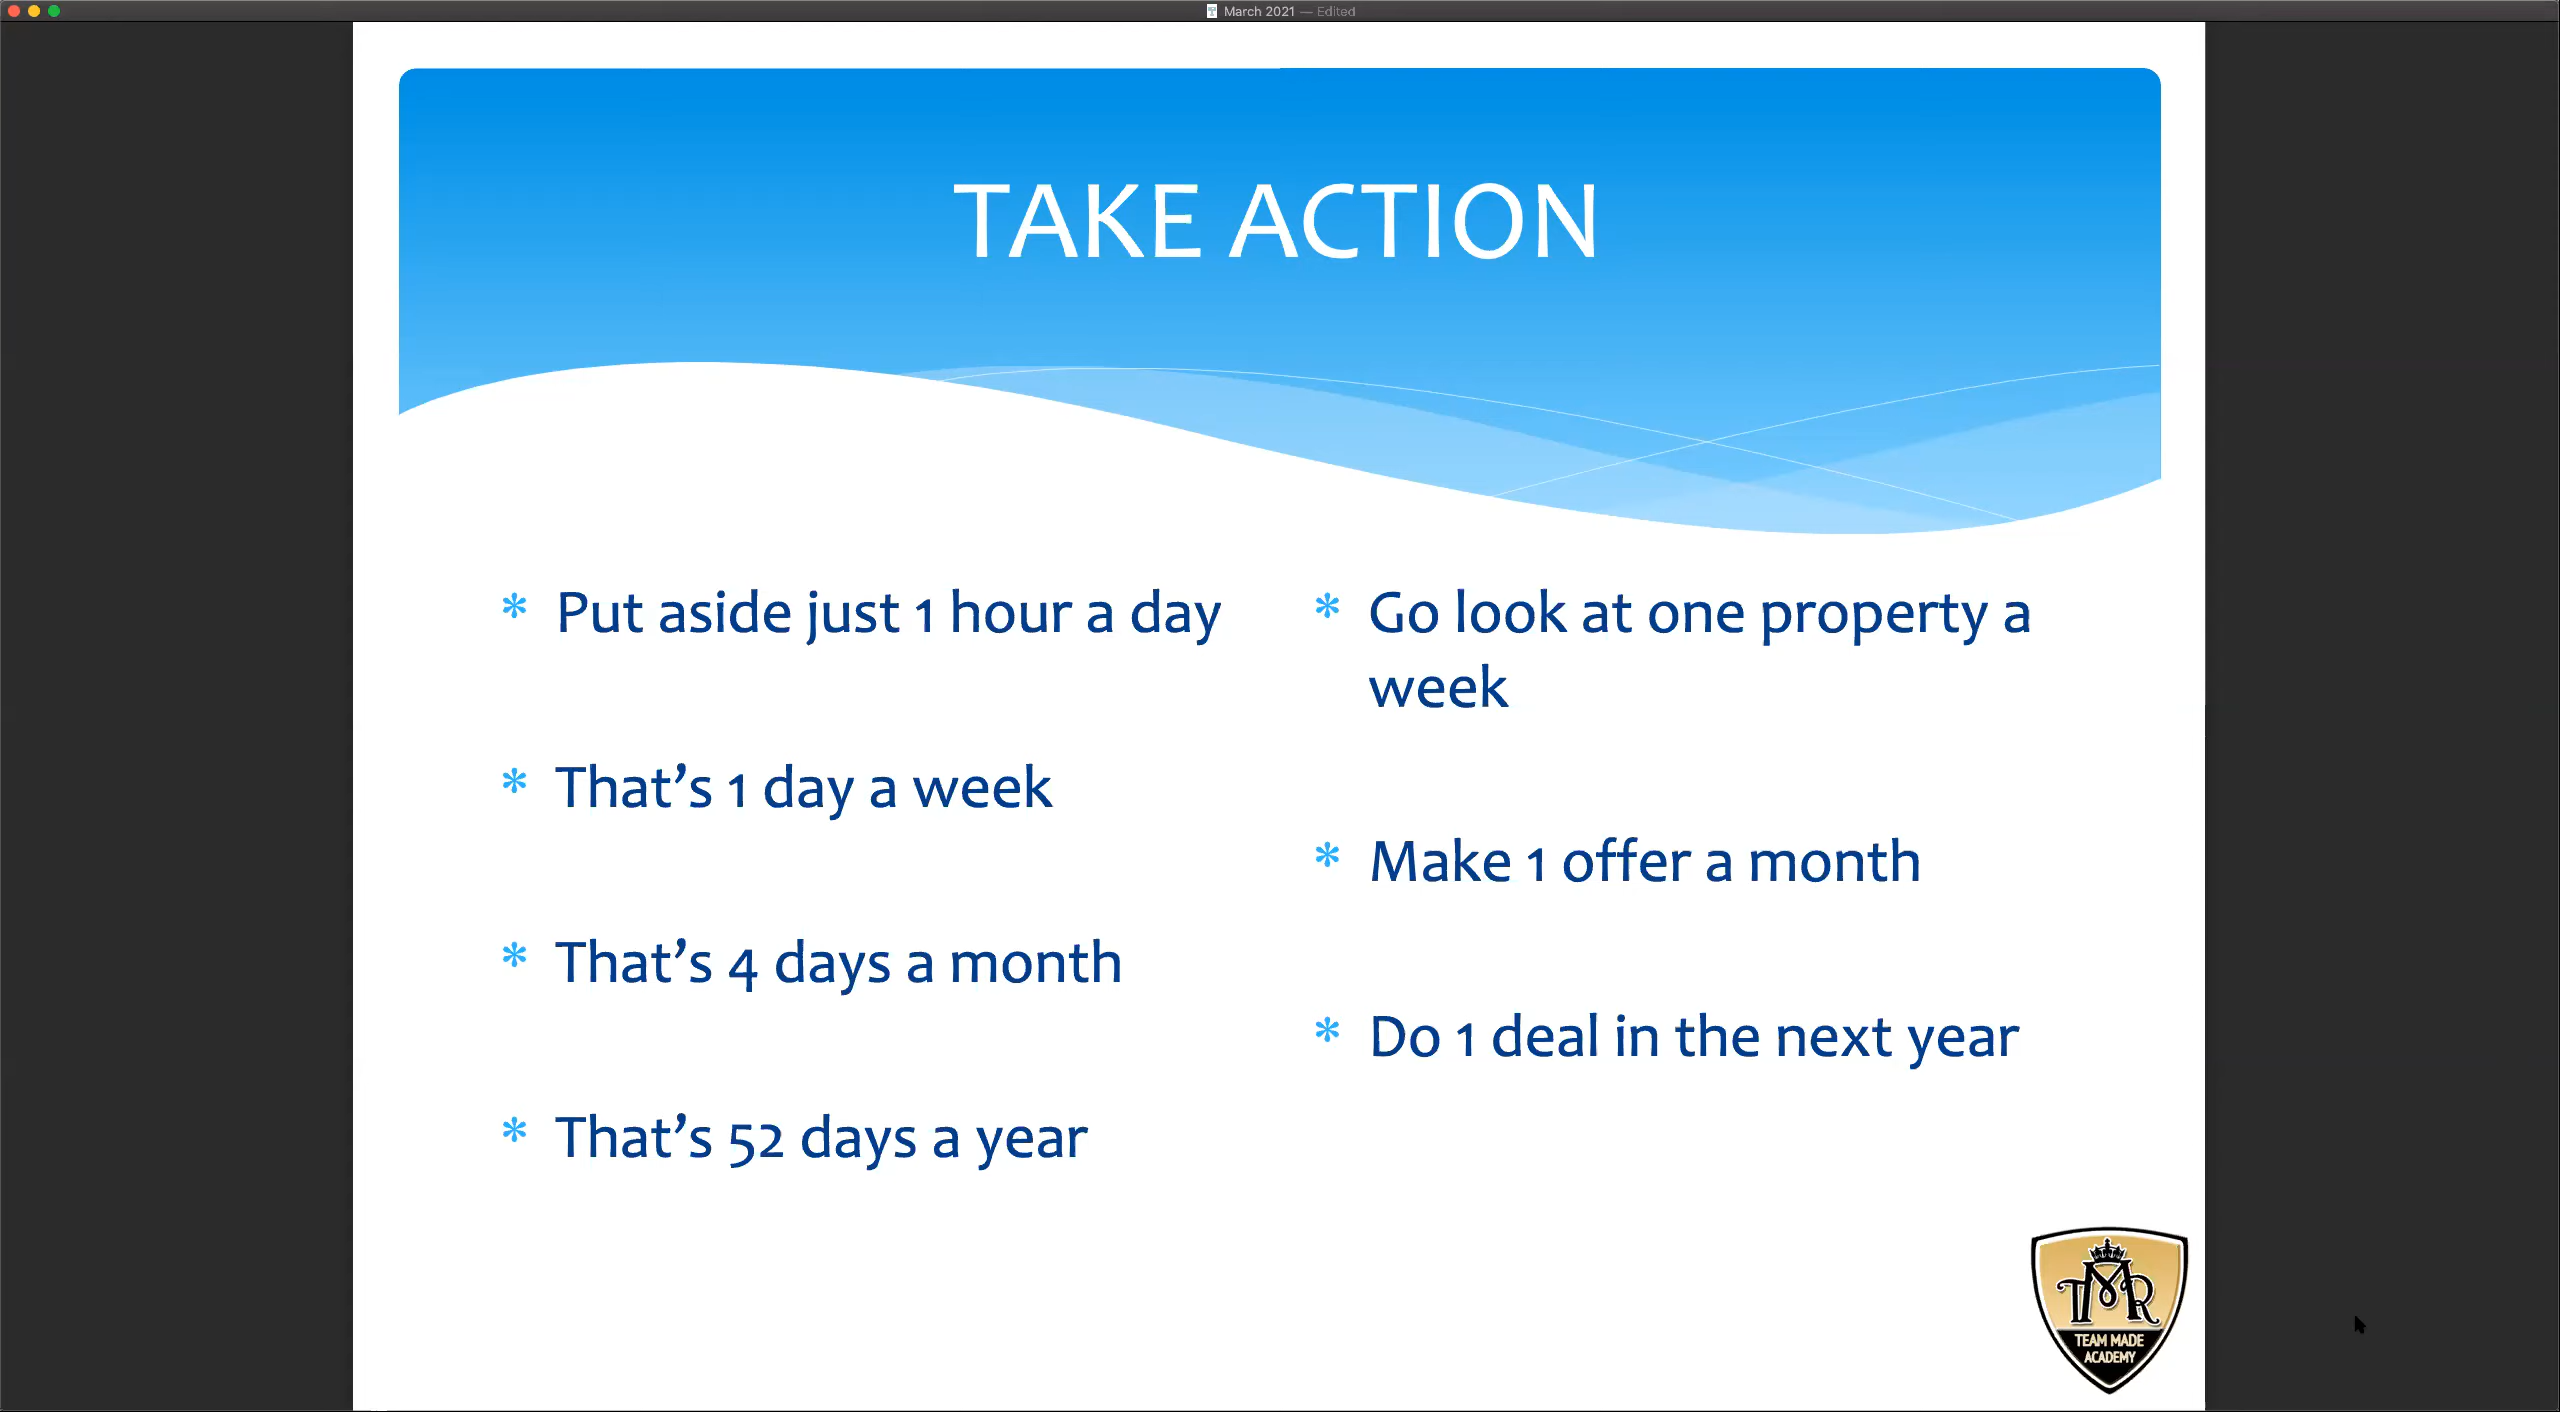 March 2021 — Edited
TAKE ACTION
* Put aside just 1 hour a day
* That’s 1 day a week
* That’s 4 days a month
* That’s 52 days a year
* Go look at one property a
week
* Make 1 offer a month
* Do 1 deal in the next year
TMR
TEAM MADE
ACADEMY